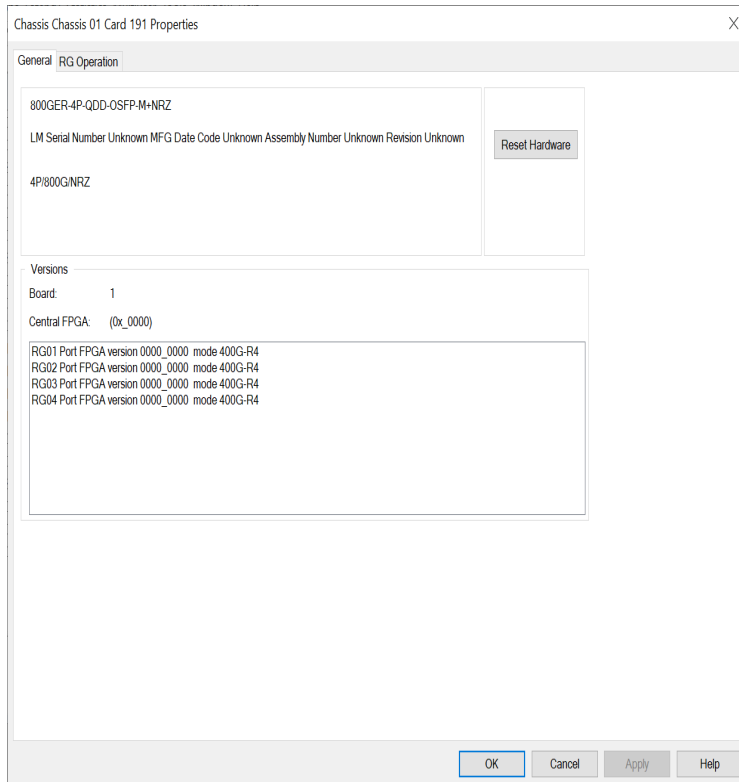 Chassis Chassis 01 Card 191 Properties
X
General RG Operation
800GER-4P-QDD-OSFP-M+NRZ
LM Serial Number Unknown MFG Date Code Unknown Assembly Number Unknown Revision Unknown
Reset Hardware
4P/800G/NRZ
Versions
Board: 1
Central FPGA: (0x_0000)
RG01 Port FPGA version 0000_0000 mode 400G-R4
RG02 Port FPGA version 0000_0000 mode 400G-R4
RG03 Port FPGA version 0000_0000 mode 400G-R4
RG04 Port FPGA version 0000_0000 mode 400G-R4
OK Cancel Apply Help